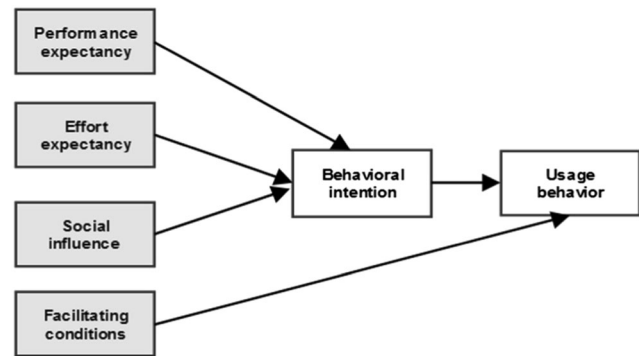 Performance
expectancy
Effort
expectancy
Social
influence
Facilitating
conditions
Behavioral
intention
Usage
behavior